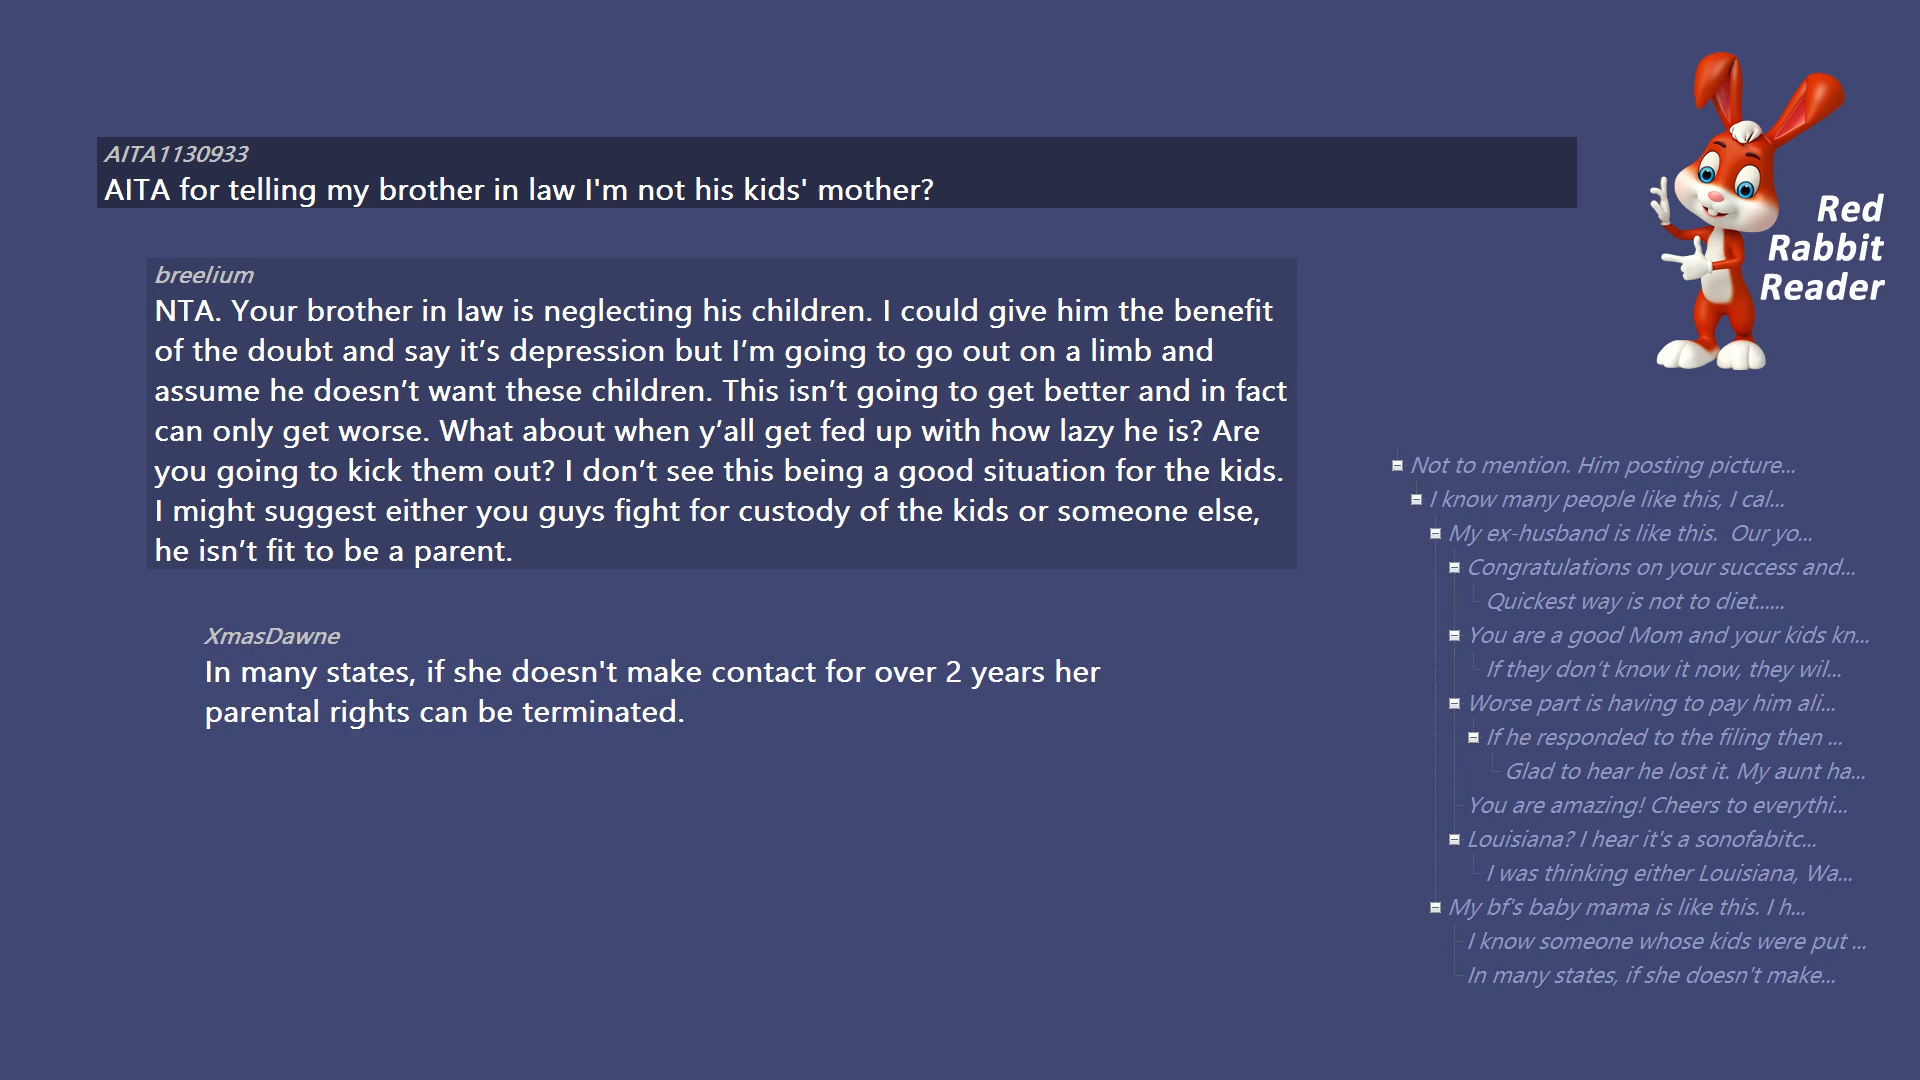 AITA1130933
AITA for telling my brother in law I'm not his kids' mother?
breelium
NTA. Your brother in law is neglecting his children. I could give him the benefit
of the doubt and say it’s depression but I’m going to go out on a limb and
assume he doesn’t want these children. This isn’t going to get better and in fact
can only get worse. What about when y’all get fed up with how lazy he is? Are
you going to kick them out? I don’t see this being a good situation for the kids.
I might suggest either you guys fight for custody of the kids or someone else,
he isn’t fit to be a parent.
XmasDawne
In many states, if she doesn't make contact for over 2 years her
parental rights can be terminated.
Red
Rabbit
Reader
Not to mention. Him posting picture...
I know many people like this, I cal...
My ex-husband is like this.  Our yo...
Congratulations on your success and...
Quickest way is not to diet......
You are a good Mom and your kids kn...
If they don’t know it now, they wil...
Worse part is having to pay him ali...
If he responded to the filing then ...
Glad to hear he lost it. My aunt ha...
You are amazing! Cheers to everythi...
Louisiana? I hear it's a sonofabitc...
I was thinking either Louisiana, Wa...
My bf's baby mama is like this. I h...
I know someone whose kids were put ...
In many states, if she doesn't make...